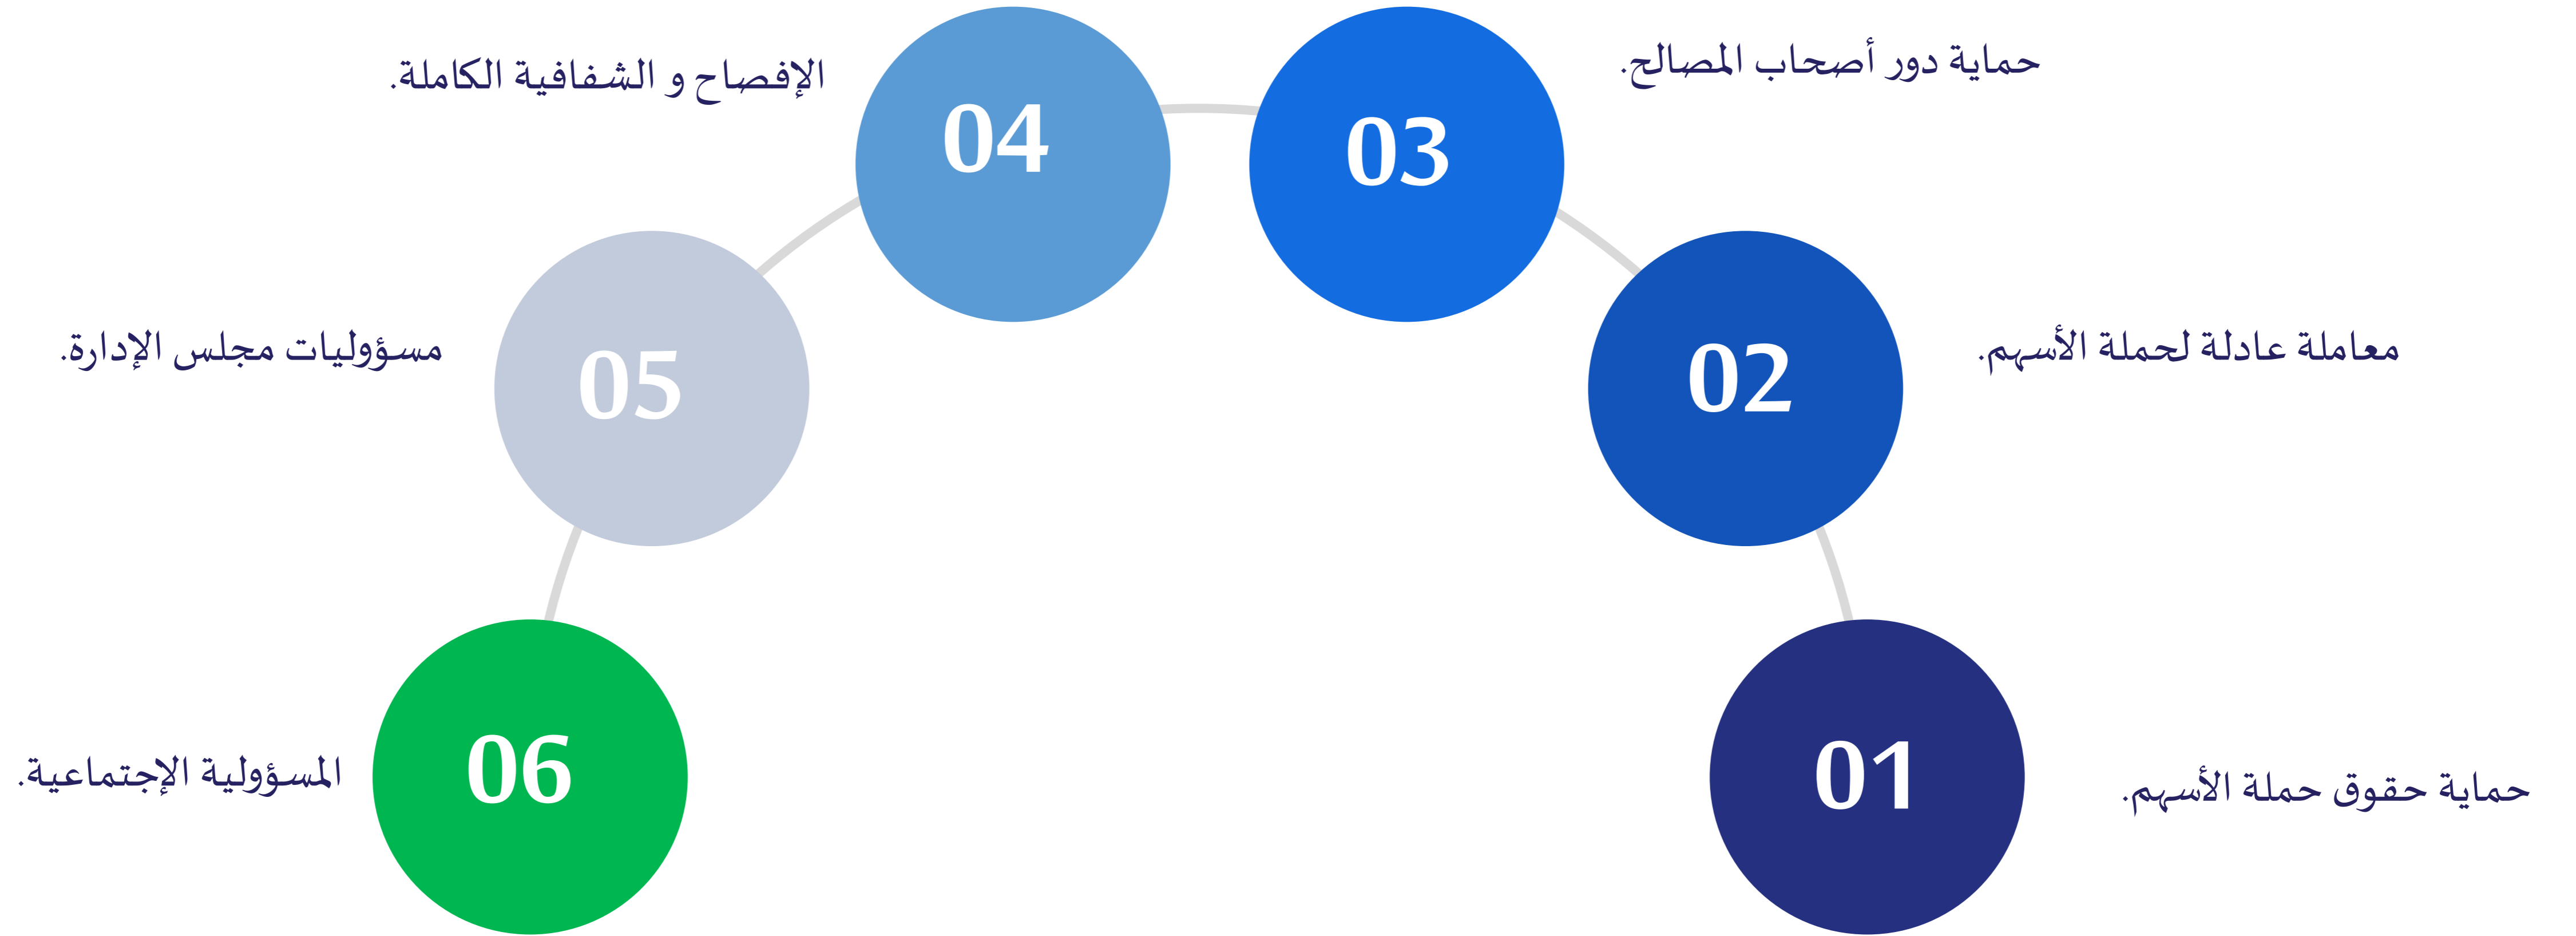 01
حماية حقوق حملة الأسهم.
02
معاملة عادلة لحملة الأسهم.
03
حماية دور أصحاب المصالح.
04
الإفصاح و الشفافية الكاملة.
05
مسؤوليات مجلس الإدارة.
06
المسؤولية الإجتماعية.